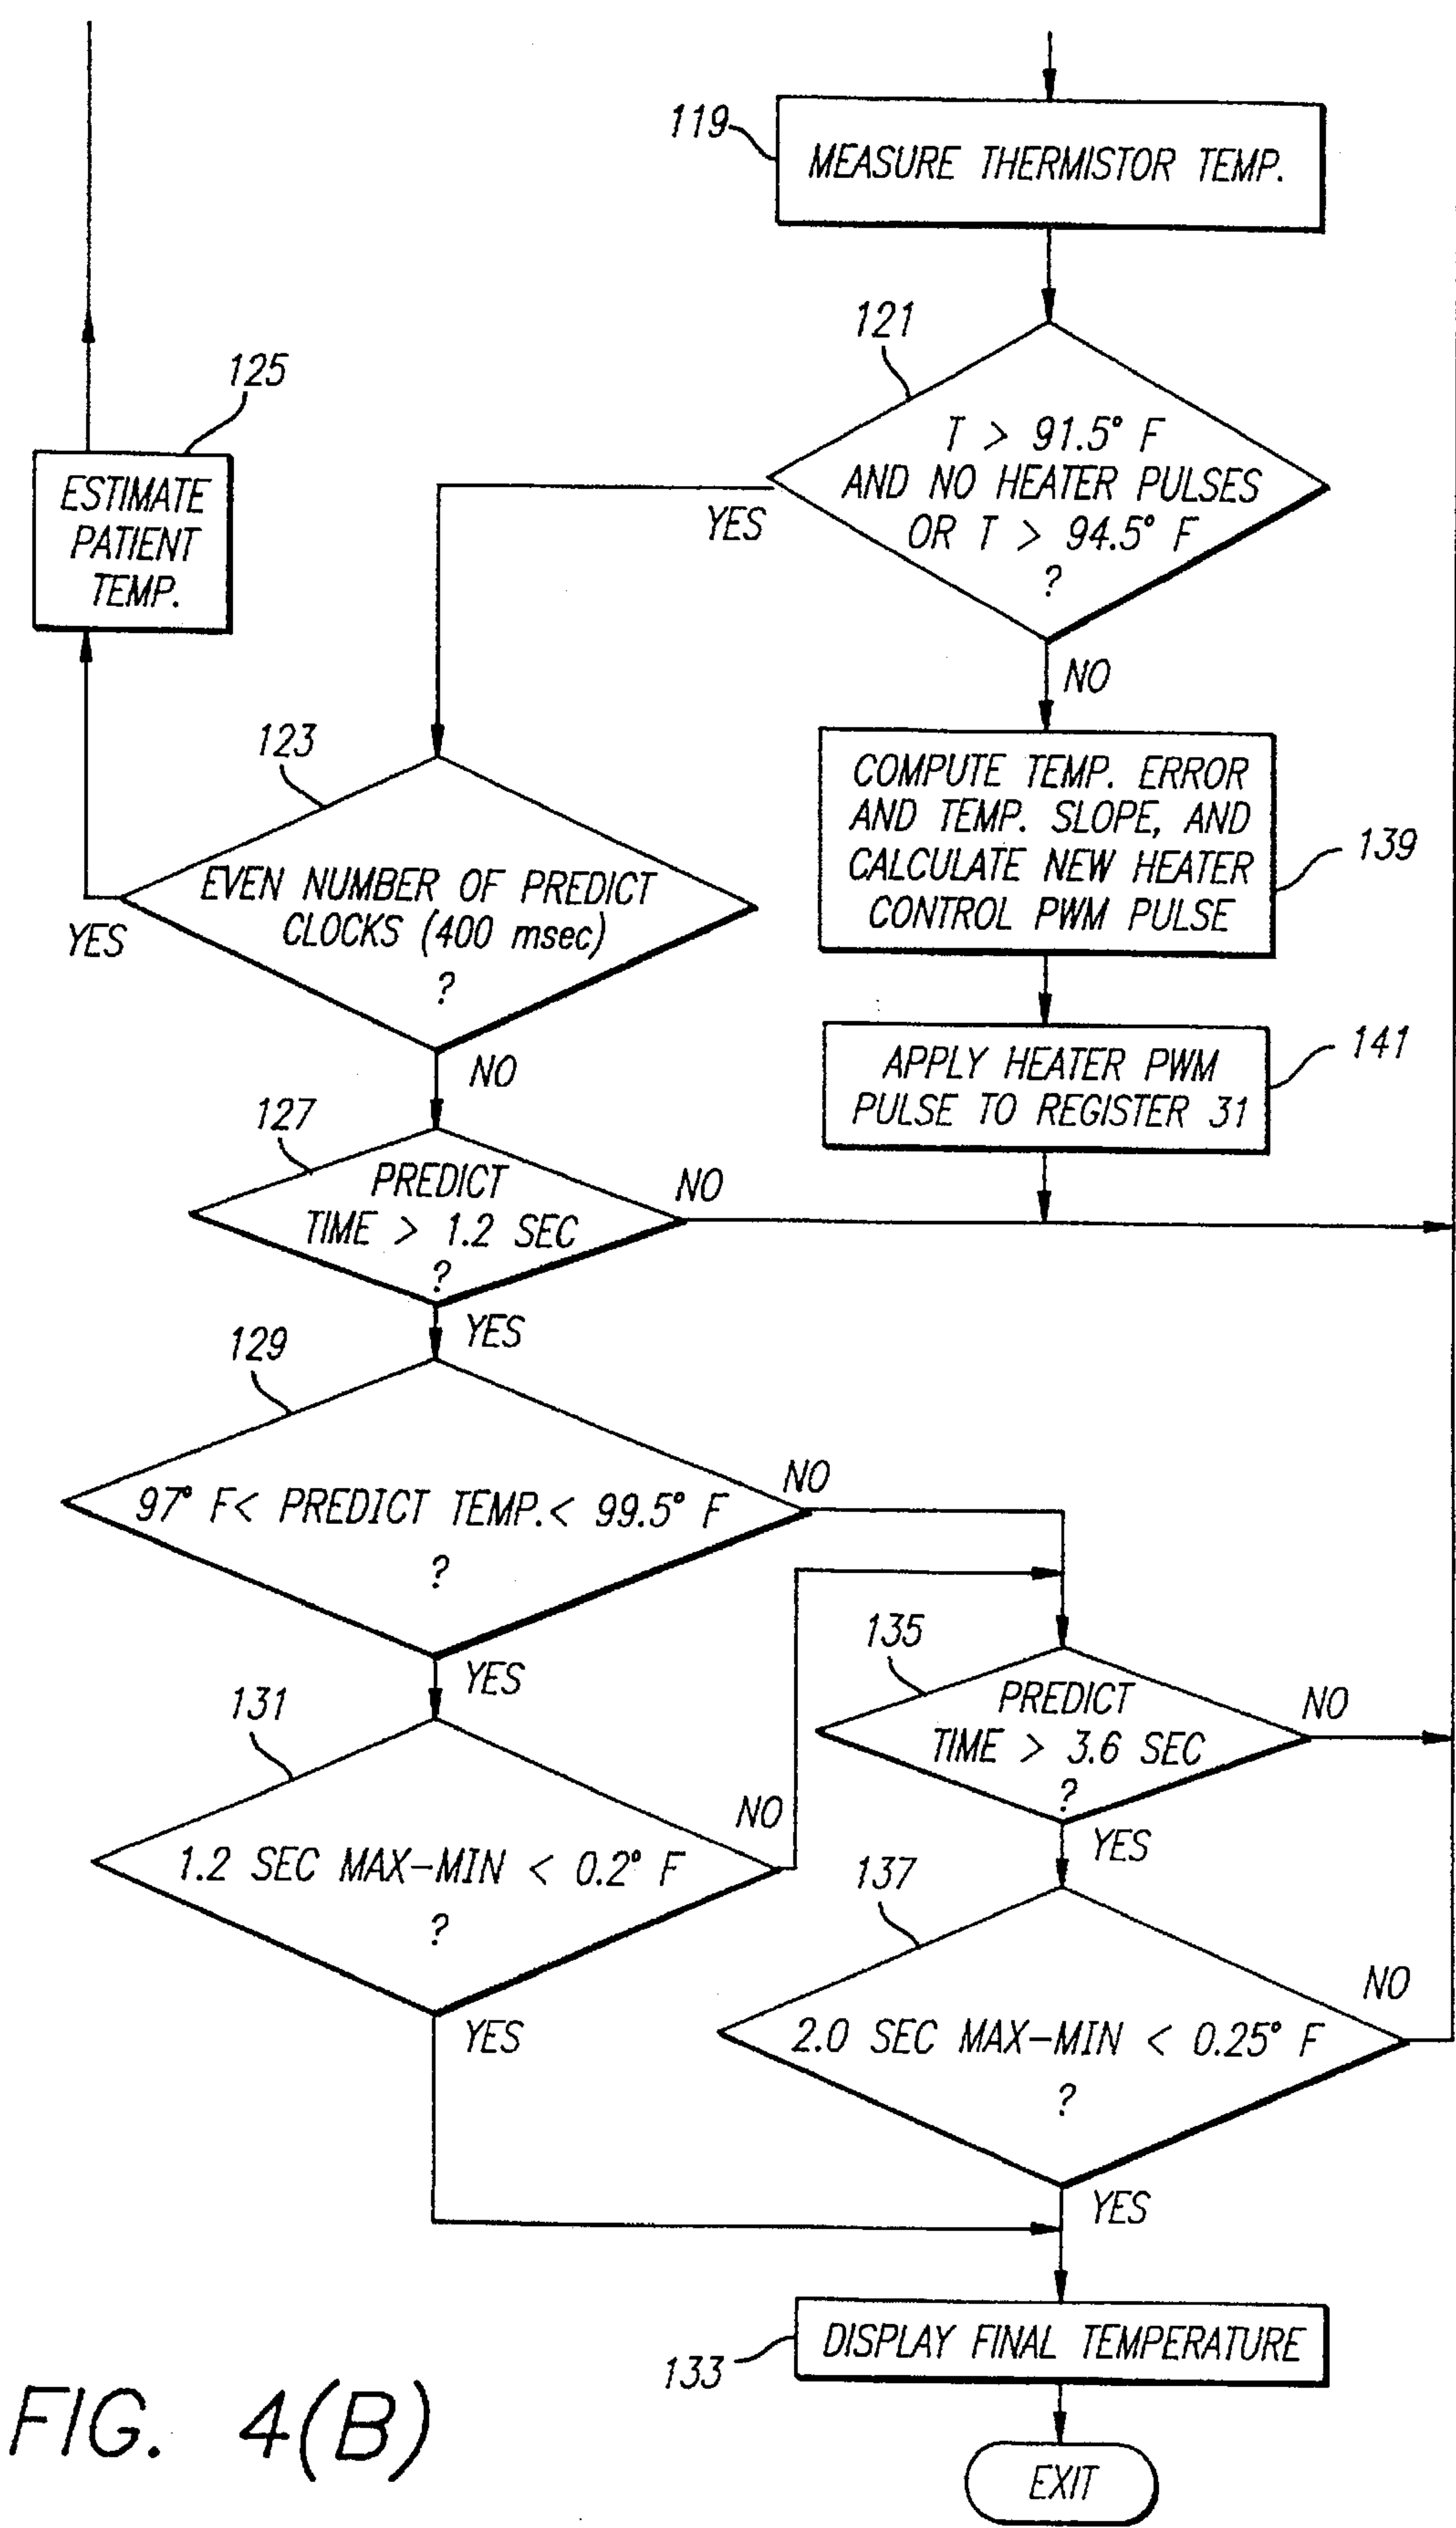 119
MEASURE THERMISTOR TEMP.
121
T > 91.5° F
AND NO HEATER PULSES
OR T > 94.5° F
?
YES
NO
125
ESTIMATE
PATIENT
TEMP.
123
EVEN NUMBER OF PREDICT
CLOCKS (400 msec)
?
YES
NO
COMPUTE TEMP. ERROR
AND TEMP. SLOPE, AND
CALCULATE NEW HEATER
CONTROL PWM PULSE
139
APPLY HEATER PWM
PULSE TO REGISTER 31
141
127
PREDICT
TIME > 1.2 SEC
?
NO
YES
129
97° F< PREDICT TEMP.< 99.5° F
?
NO
YES
131
1.2 SEC MAX-MIN < 0.2° F
?
NO
YES
135
PREDICT
TIME > 3.6 SEC
?
NO
YES
137
2.0 SEC MAX-MIN < 0.25° F
?
NO
YES
133
DISPLAY FINAL TEMPERATURE
EXIT
FIG. 4(B)